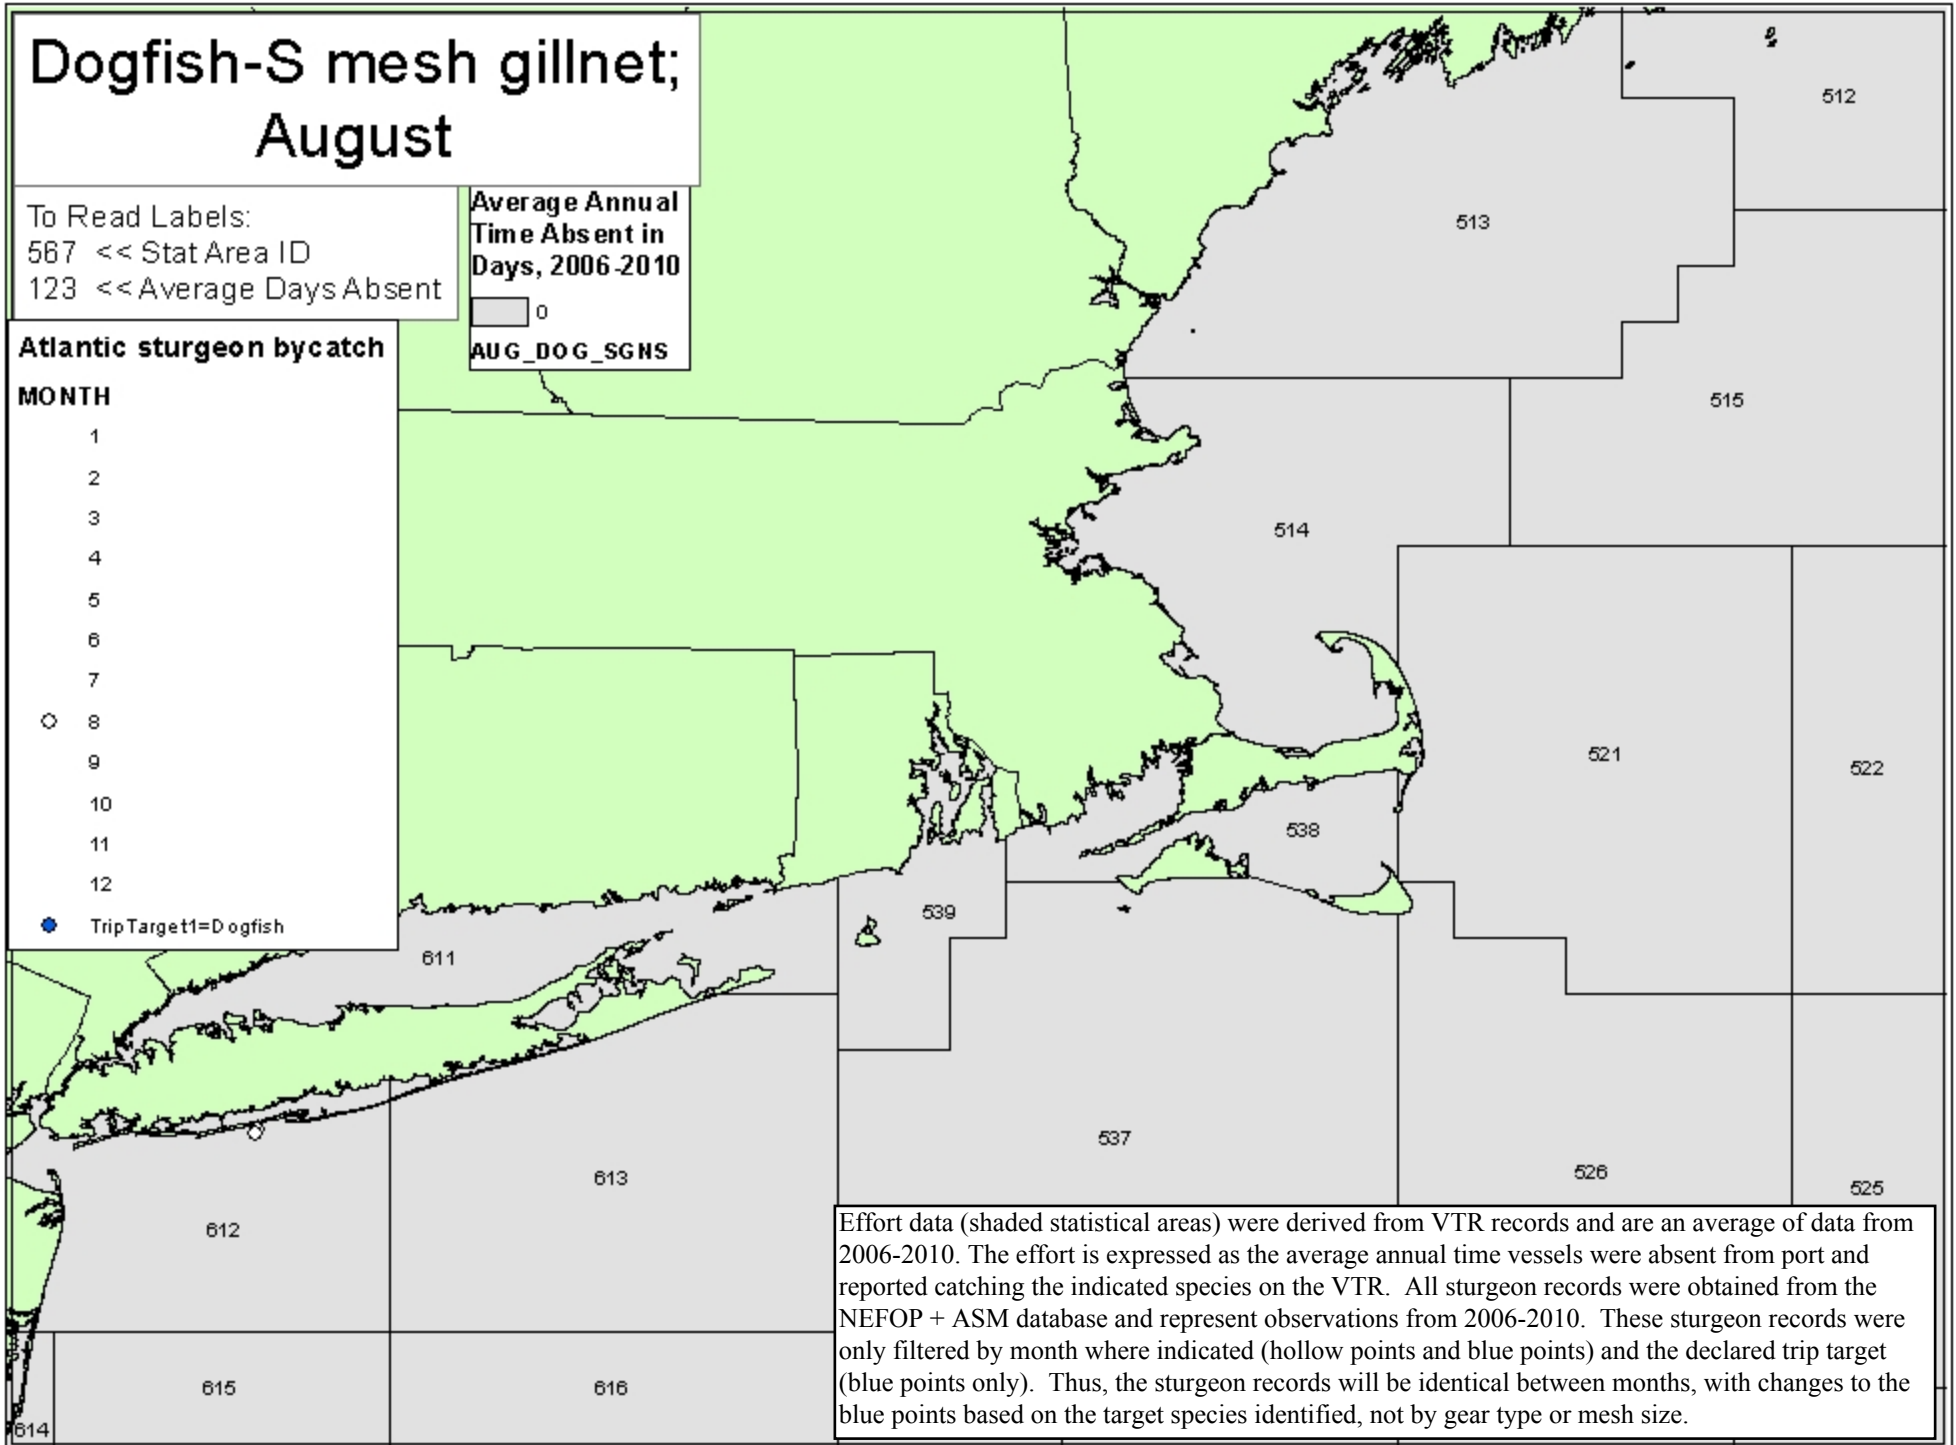 Dogfish-S mesh gillnet;
August
To Read Labels:
567 << Stat Area ID
123 << Average Days Absent
Average Annual
Time Absent in
Days, 2006-2010
0
AUG_DOG_SGNS
Atlantic sturgeon bycatch
MONTH
1
2
3
4
5
6
7
8
9
10
11
12
TripTarget1=Dogfish
512
513
515
514
521
522
538
539
611
537
526
525
613
612
615
616
614
Effort data (shaded statistical areas) were derived from VTR records and are an average of data from
2006-2010. The effort is expressed as the average annual time vessels were absent from port and
reported catching the indicated species on the VTR. All sturgeon records were obtained from the
NEFOP + ASM database and represent observations from 2006-2010. These sturgeon records were
only filtered by month where indicated (hollow points and blue points) and the declared trip target
(blue points only). Thus, the sturgeon records will be identical between months, with changes to the
blue points based on the target species identified, not by gear type or mesh size.